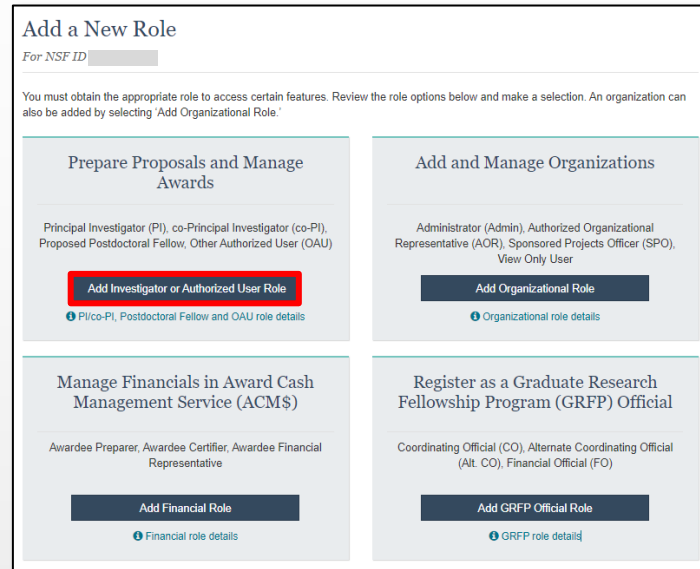 Add a New Role
For NSF ID
You must obtain the appropriate role to access certain features. Review the role options below and make a selection. An organization can
also be added by selecting 'Add Organizational Role.'
Prepare Proposals and Manage
Awards
Principal Investigator (PI), co-Principal Investigator (co-PI),
Proposed Postdoctoral Fellow, Other Authorized User (OAU)
Add Investigator or Authorized User Role
PI/co-PI, Postdoctoral Fellow and OAU role details
Add and Manage Organizations
Administrator (Admin), Authorized Organizational
Representative (AOR), Sponsored Projects Officer (SPO),
View Only User
Add Organizational Role
Organizational role details
Manage Financials in Award Cash
Management Service (ACM$)
Awardee Preparer, Awardee Certifier, Awardee Financial
Representative
Add Financial Role
Financial role details
Register as a Graduate Research
Fellowship Program (GRFP) Official
Coordinating Official (CO), Alternate Coordinating Official
(Alt. CO), Financial Official (FO)
Add GRFP Official Role
GRFP role details